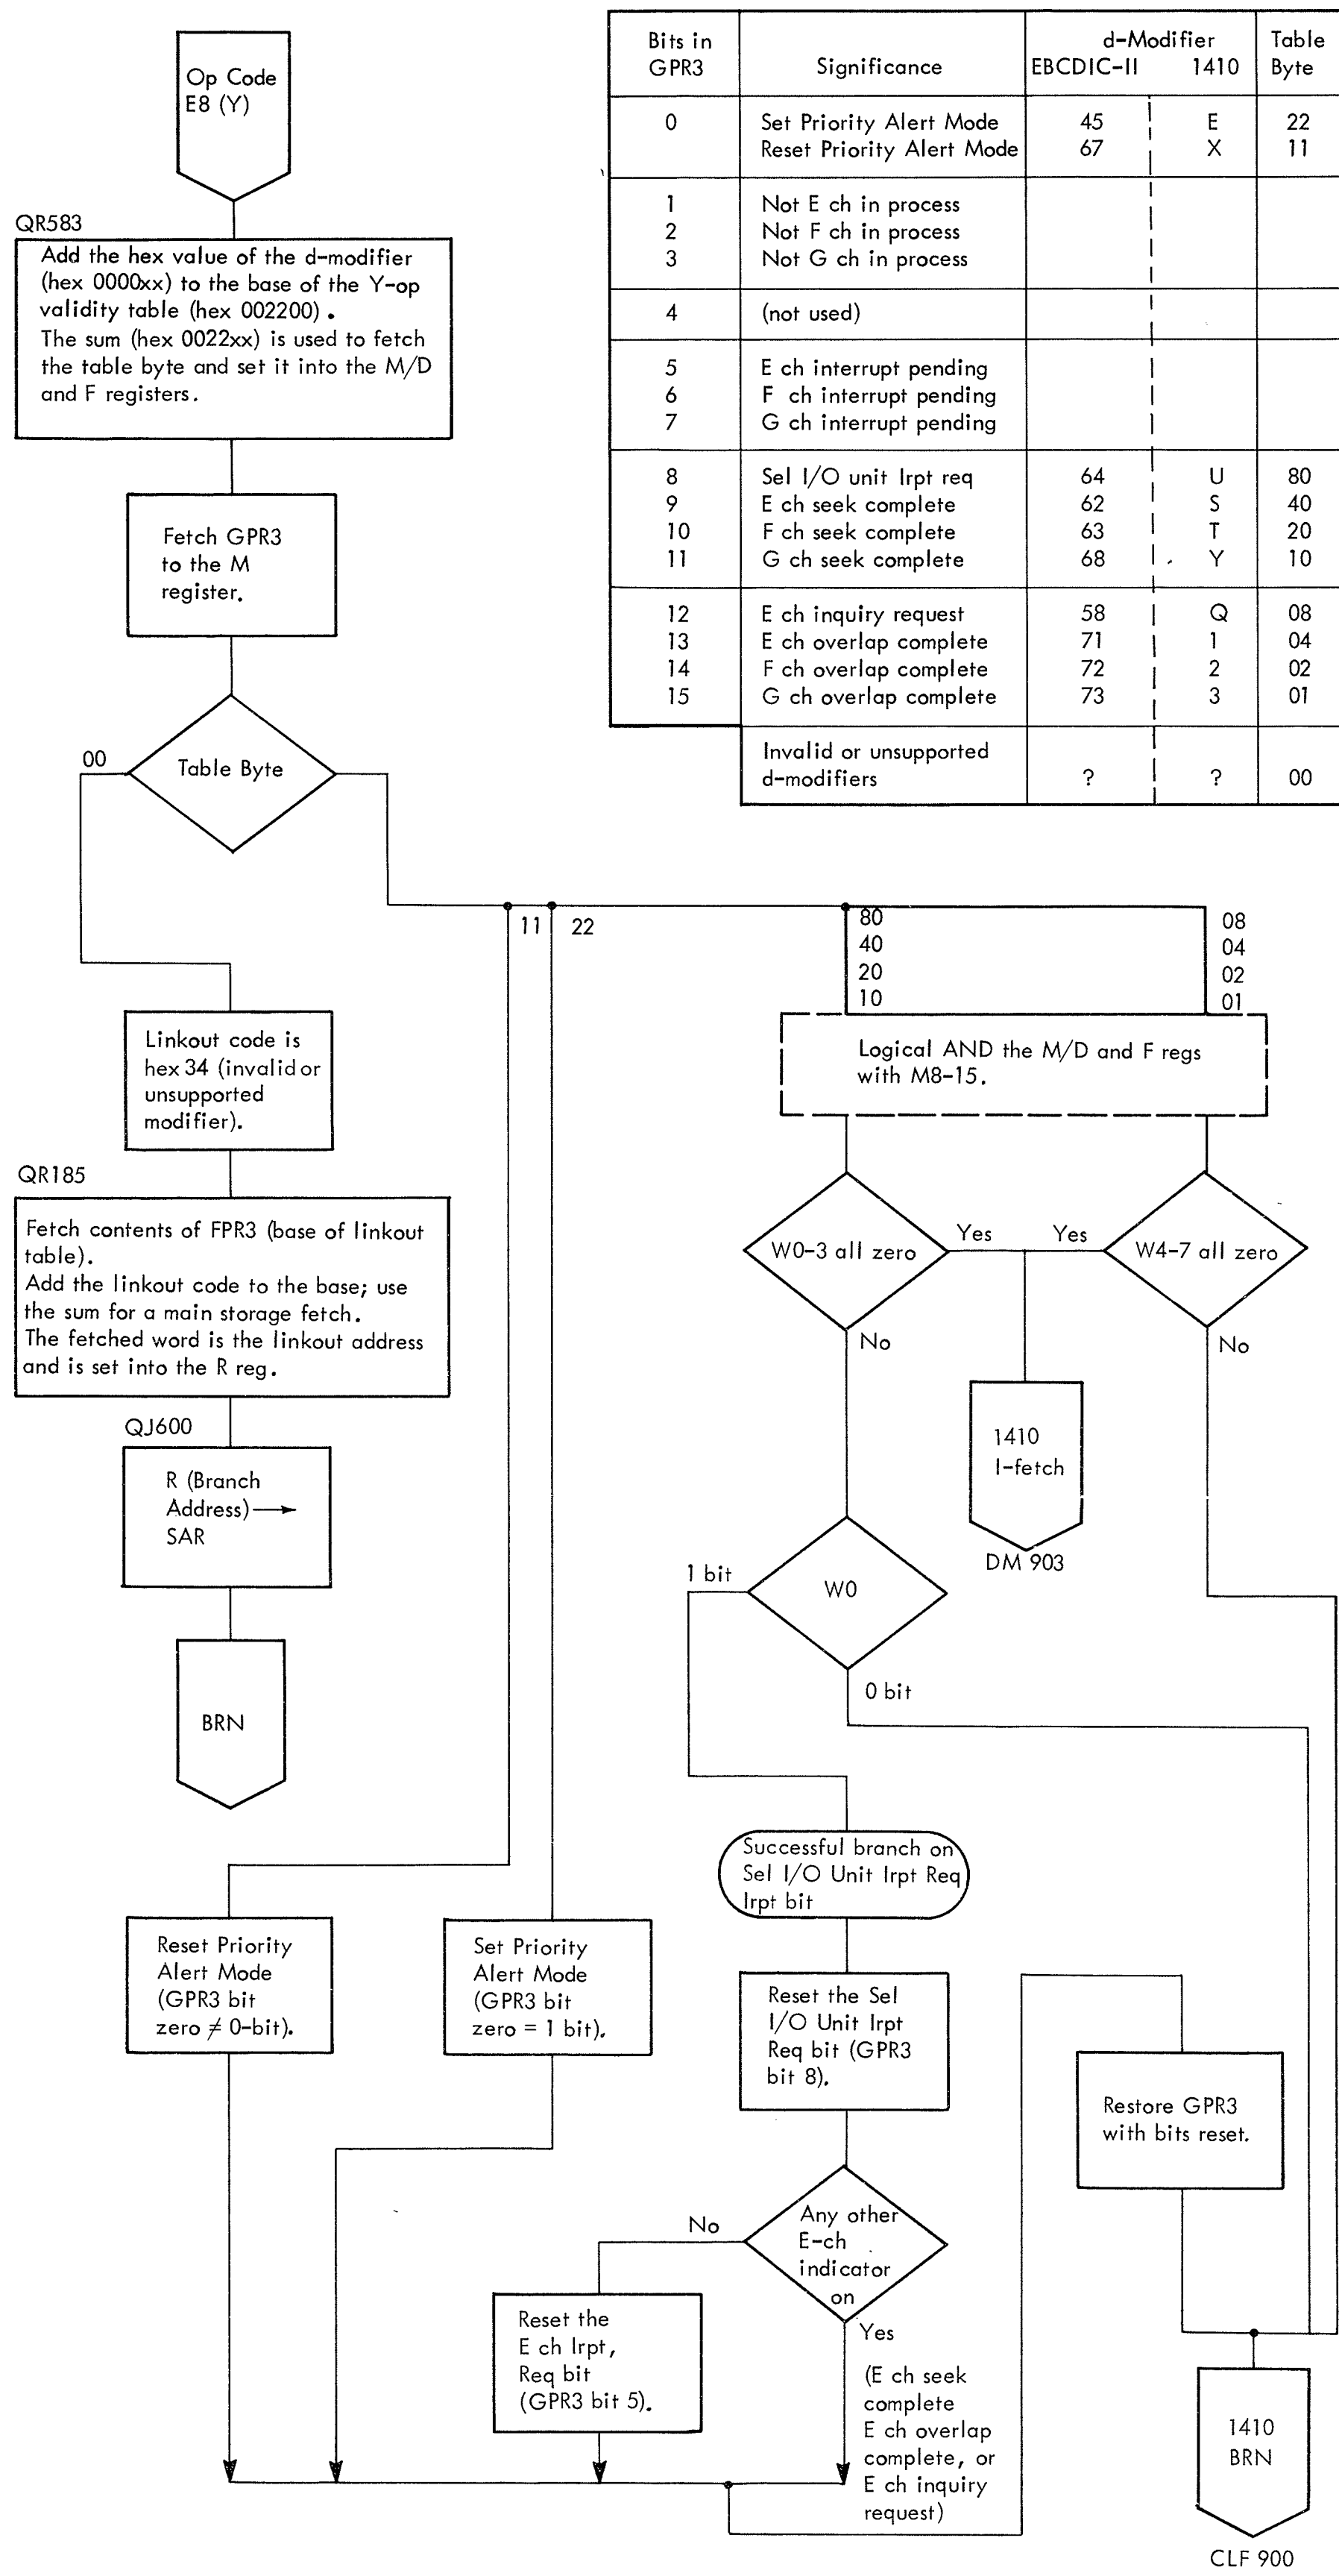 Op Code
E8 (Y)
QR583
Add the hex value of the d-modifier
(hex 0000xx) to the base of the Y-op
validity table (hex 002200) .
The sum (hex 0022xx) is used to fetch
the table byte and set it into the M/D
and F registers.
Fetch GPR3
to the M
register.
Table Byte
00
11
22
Bits in GPR3 Significance d-Modifier EBCDIC-II 1410 Table Byte
0 Set Priority Alert Mode 45 E 22
Reset Priority Alert Mode 67 X 11
1 Not E ch in process
2 Not F ch in process
3 Not G ch in process
4 (not used)
5 E ch interrupt pending
6 F ch interrupt pending
7 G ch interrupt pending
8 Sel I/O unit Irpt req 64 U 80
9 E ch seek complete 62 S 40
10 F ch seek complete 63 T 20
11 G ch seek complete 68 Y 10
12 E ch inquiry request 58 Q 08
13 E ch overlap complete 71 1 04
14 F ch overlap complete 72 2 02
15 G ch overlap complete 73 3 01
Invalid or unsupported
d-modifiers ? ? 00
80
40
20
10
08
04
02
01
Linkout code is
hex 34 (invalid or
unsupported
modifier).
QR185
Fetch contents of FPR3 (base of linkout
table).
Add the linkout code to the base; use
the sum for a main storage fetch.
The fetched word is the linkout address
and is set into the R reg.
QJ600
R (Branch
Address) →
SAR
BRN
Logical AND the M/D and F regs
with M8-15.
W0-3 all zero
Yes
Yes
W4-7 all zero
No
No
1410
I-fetch
DM 903
W0
1 bit
0 bit
Successful branch on
Sel I/O Unit Irpt Req
Irpt bit
Reset Priority
Alert Mode
(GPR3 bit
zero ≠ 0-bit).
Set Priority
Alert Mode
(GPR3 bit
zero = 1 bit).
Reset the Sel
I/O Unit Irpt
Req bit (GPR3
bit 8).
Restore GPR3
with bits reset.
Any other
E-ch
indicator
on
No
Yes
Reset the
E ch Irpt,
Req bit
(GPR3 bit 5).
(E ch seek
complete
E ch overlap
complete, or
E ch inquiry
request)
1410
BRN
CLF 900